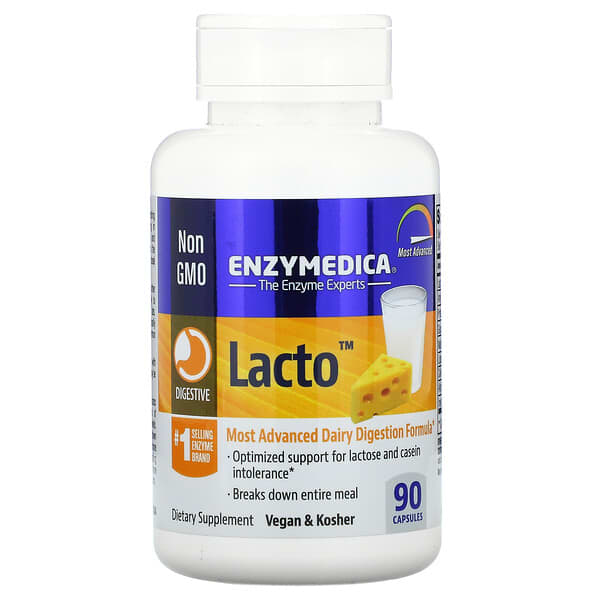 Non
GMO
ENZYMEDICA®
The Enzyme Experts
Most Advanced
DIGESTIVE
Lacto™
#1 SELLING
ENZYME
BRAND
Most Advanced Dairy Digestion Formula*
· Optimized support for lactose and casein
intolerance*
· Breaks down entire meal
90
CAPSULES
Dietary Supplement Vegan & Kosher